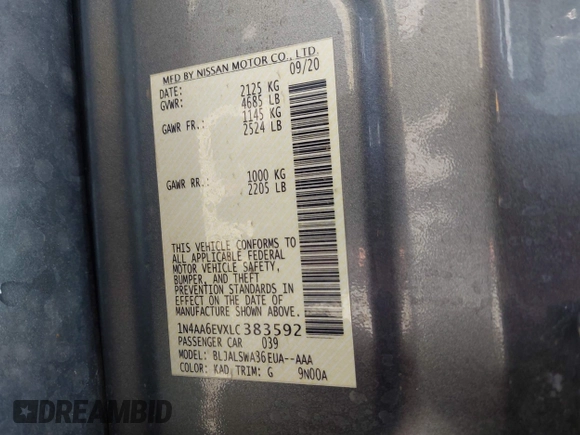 MFD BY NISSAN MOTOR CO., LTD.
DATE: 09/20
GVWR: 2125 KG
4685 LB
GAWR FR.: 1145 KG
2524 LB
GAWR RR.: 1000 KG
2205 LB
THIS VEHICLE CONFORMS TO
ALL APPLICABLE FEDERAL
MOTOR VEHICLE SAFETY,
BUMPER, AND THEFT
PREVENTION STANDARDS IN
EFFECT ON THE DATE OF
MANUFACTURE SHOWN ABOVE.
1N4AA6EVXLC383592
PASSENGER CAR 039
MODEL: BLJALSWA36EUA--AAA
COLOR: KAD TRIM: G 9N00A
DREAMBID